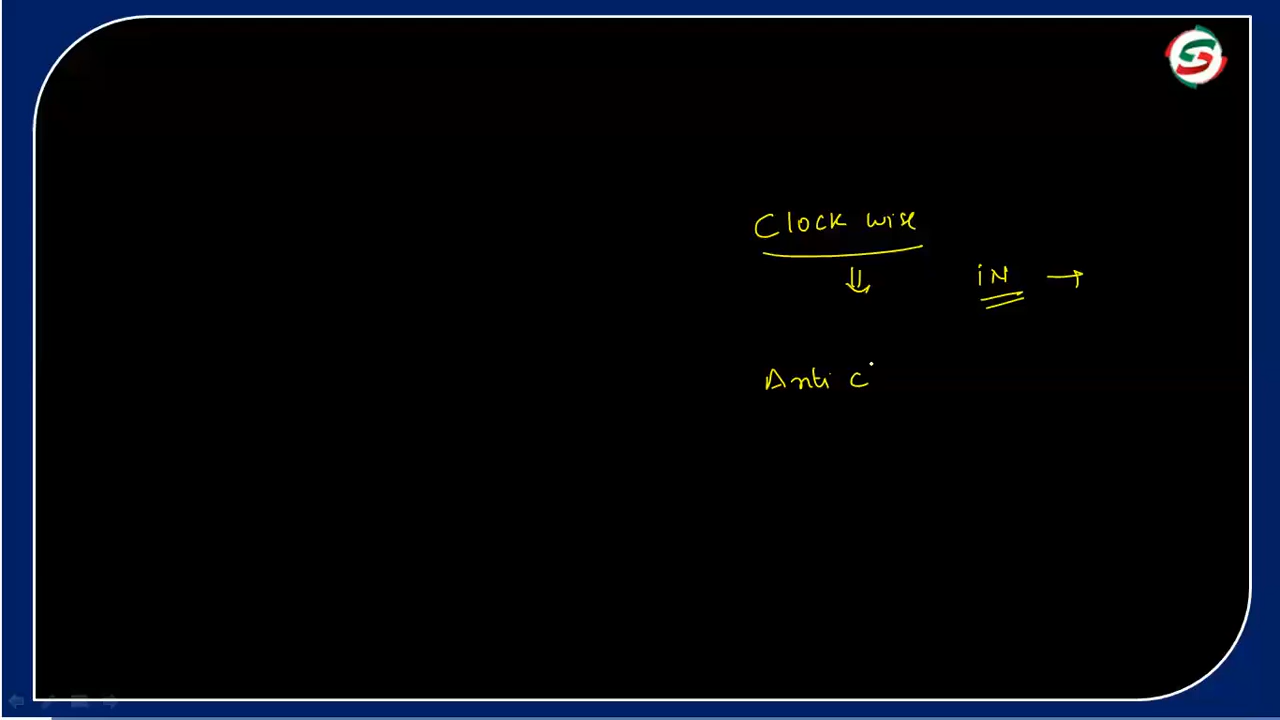 Clock wise
iN →
Anti c